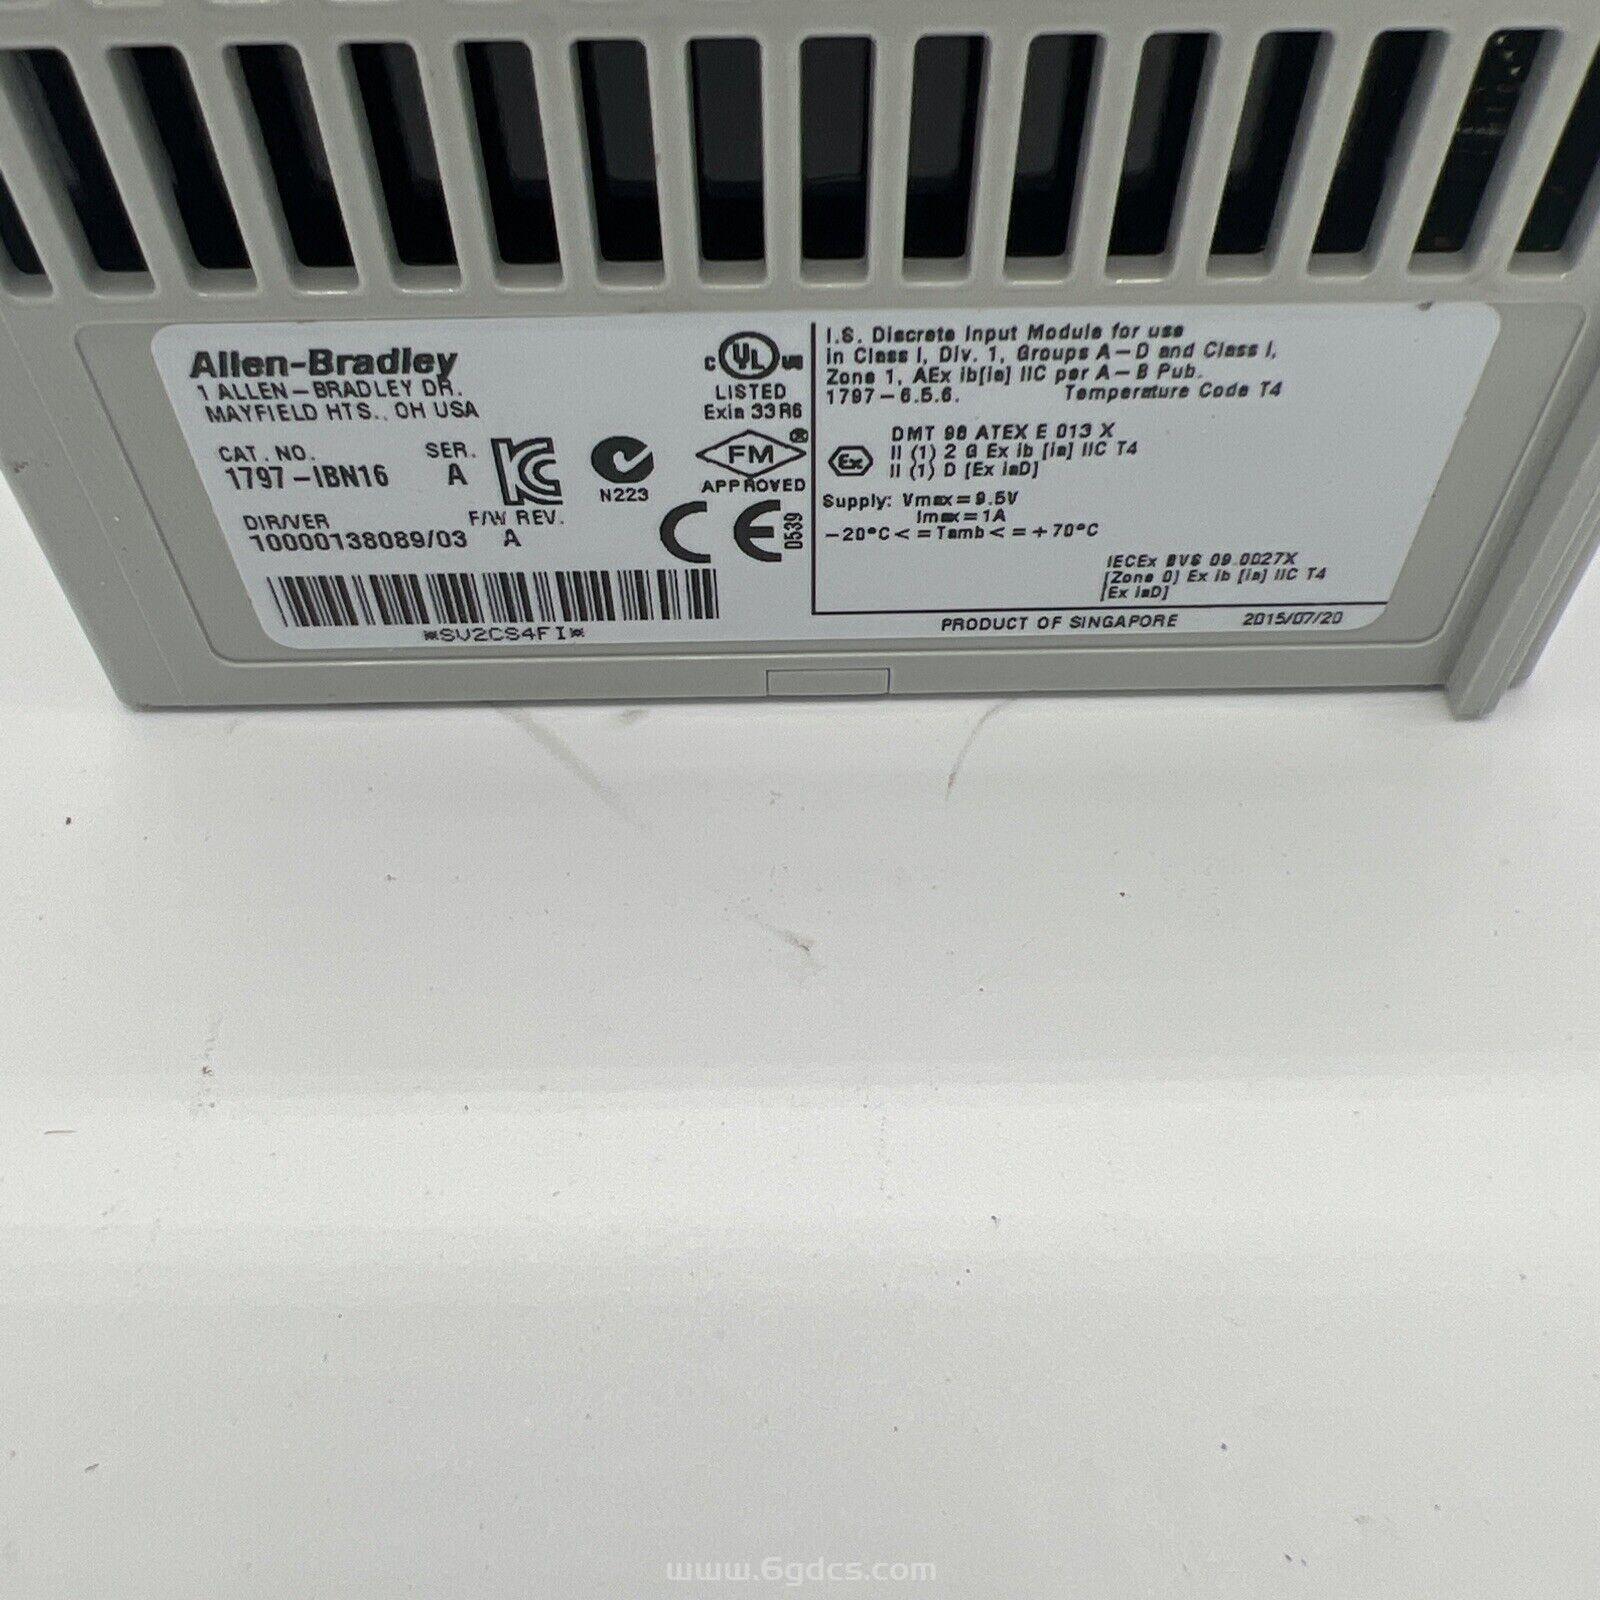 Allen-Bradley
1 ALLEN-BRADLEY DR.
MAYFIELD HTS., OH USA
CAT. NO. SER.
1797-IBN16 A
DIR/VER F/W REV.
10000138089/03 A
*SV2CS4FI*
N223
C UL US
LISTED
Exia 33R6
FM
APPROVED
CE 0539
I.S. Discrete Input Module for use
in Class I, Div. 1, Groups A-D and Class I,
Zone 1, AEx ib[ia] IIC per A-B Pub.
1797-6.5.6. Temperature Code T4
Ex
DMT 98 ATEX E 013 X
II (1) 2 G Ex ib [ia] IIC T4
II (1) D [Ex iaD]
Supply: Vmax=9.5V
Imax=1A
-20°C<=Tamb<=+70°C
IECEx BVS 09.0027X
[Zone 0] Ex ib [ia] IIC T4
[Ex iaD]
PRODUCT OF SINGAPORE 2015/07/20
www.6gdcs.com